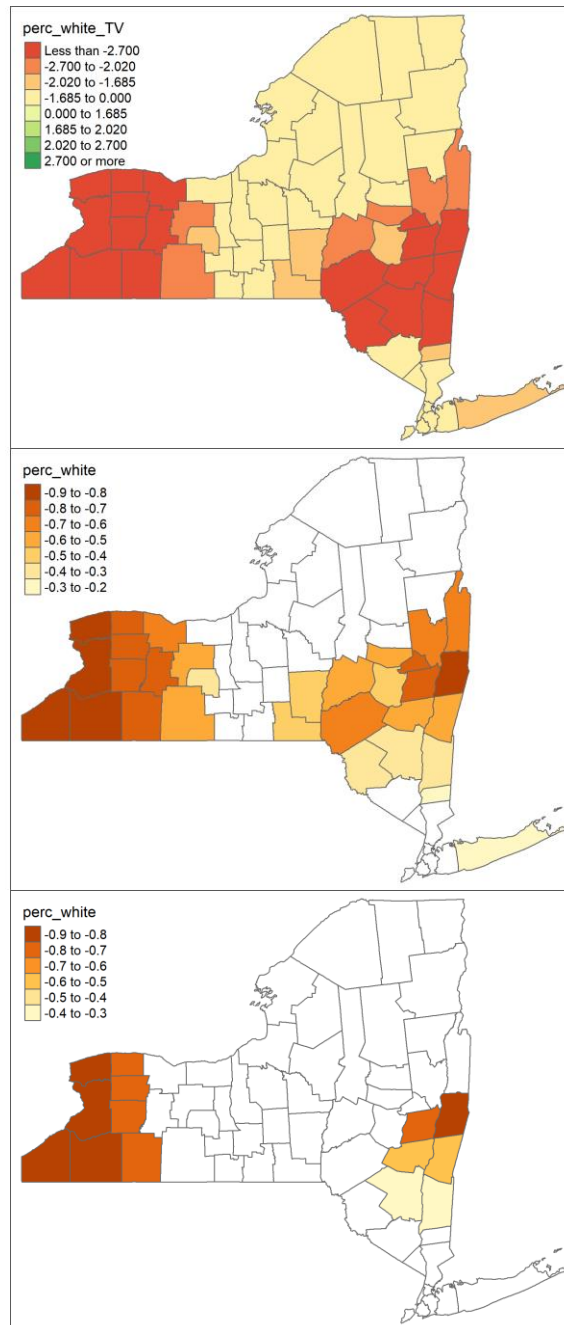 perc_white_TV
Less than -2.700
-2.700 to -2.020
-2.020 to -1.685
-1.685 to 0.000
0.000 to 1.685
1.685 to 2.020
2.020 to 2.700
2.700 or more
perc_white
-0.9 to -0.8
-0.8 to -0.7
-0.7 to -0.6
-0.6 to -0.5
-0.5 to -0.4
-0.4 to -0.3
-0.3 to -0.2
perc_white
-0.9 to -0.8
-0.8 to -0.7
-0.7 to -0.6
-0.6 to -0.5
-0.5 to -0.4
-0.4 to -0.3